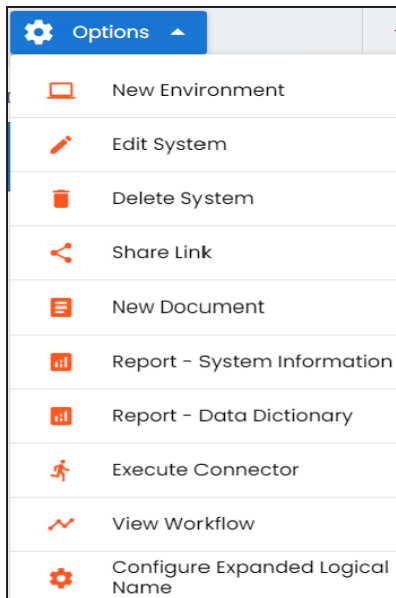 Options
New Environment
Edit System
Delete System
Share Link
New Document
Report - System Information
Report - Data Dictionary
Execute Connector
View Workflow
Configure Expanded Logical
Name